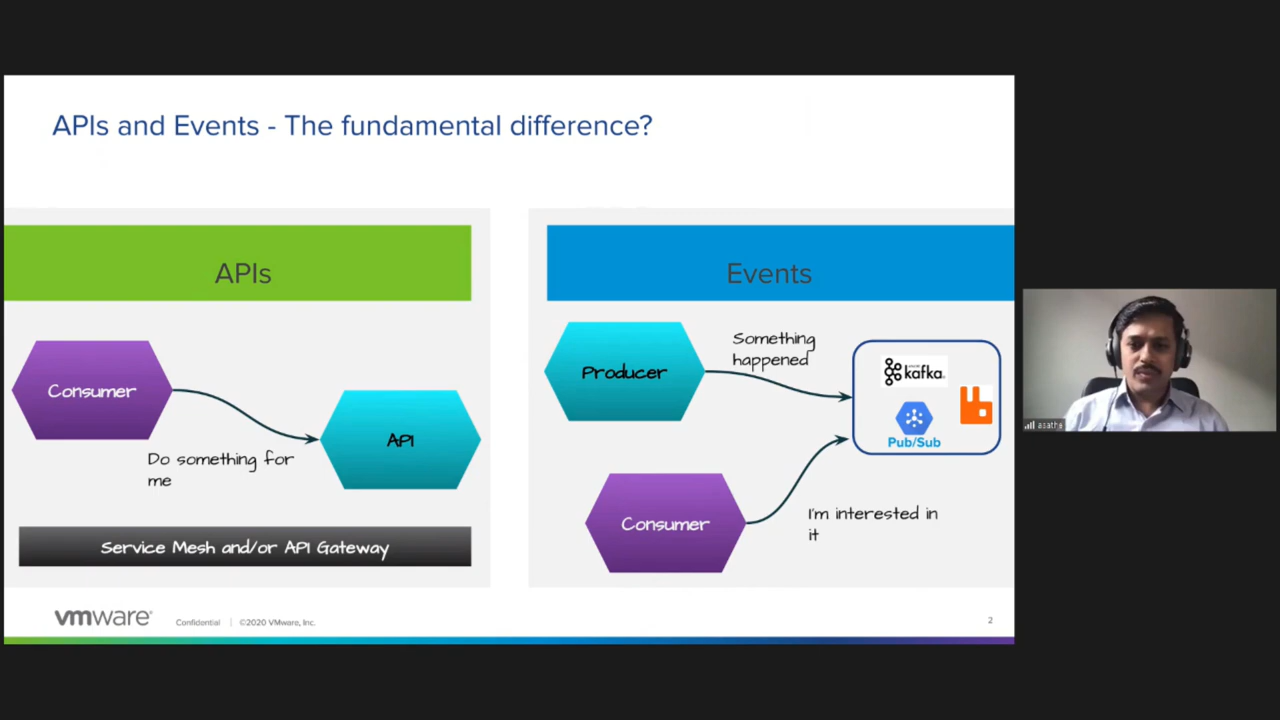 APIs and Events - The fundamental difference?
APIs
Consumer
API
Do something for
me
Service Mesh and/or API Gateway
Events
Producer
Something
happened
kafka
Pub/Sub
Consumer
I'm interested in
it
vmware
Confidential | ©2020 VMware, Inc.
2